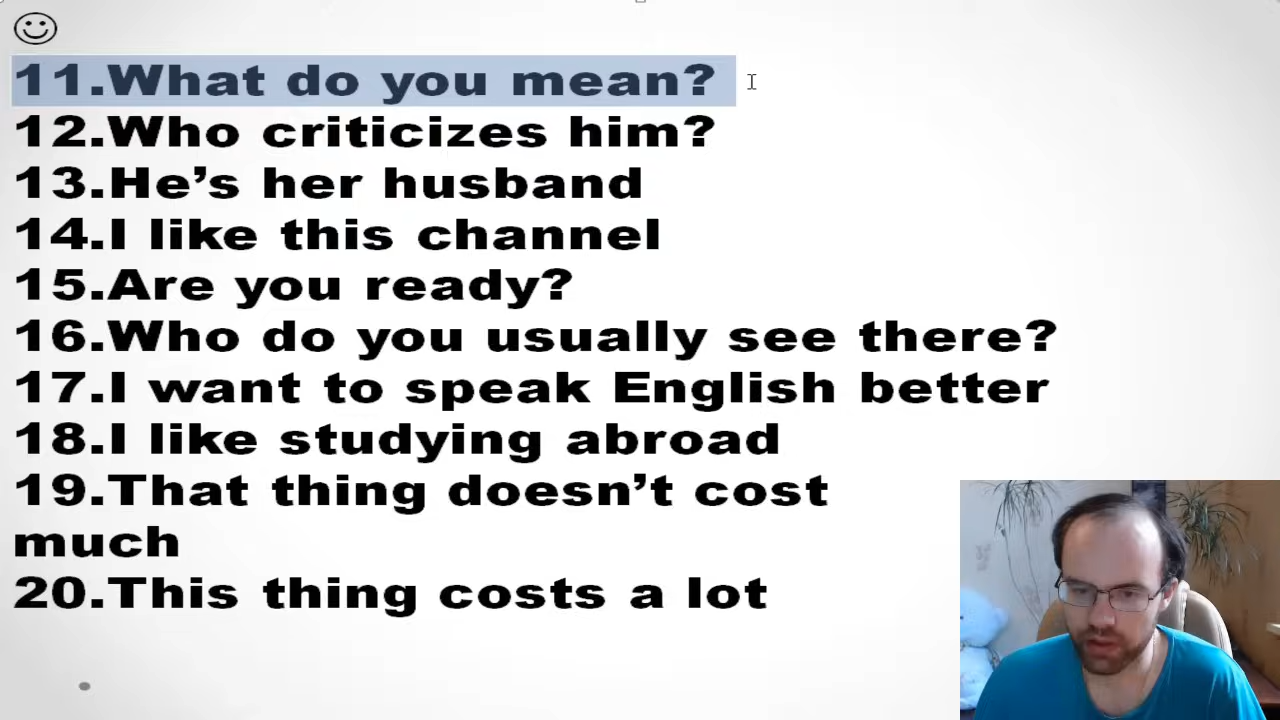 11.What do you mean?
12.Who criticizes him?
13.He’s her husband
14.I like this channel
15.Are you ready?
16.Who do you usually see there?
17.I want to speak English better
18.I like studying abroad
19.That thing doesn’t cost
much
20.This thing costs a lot